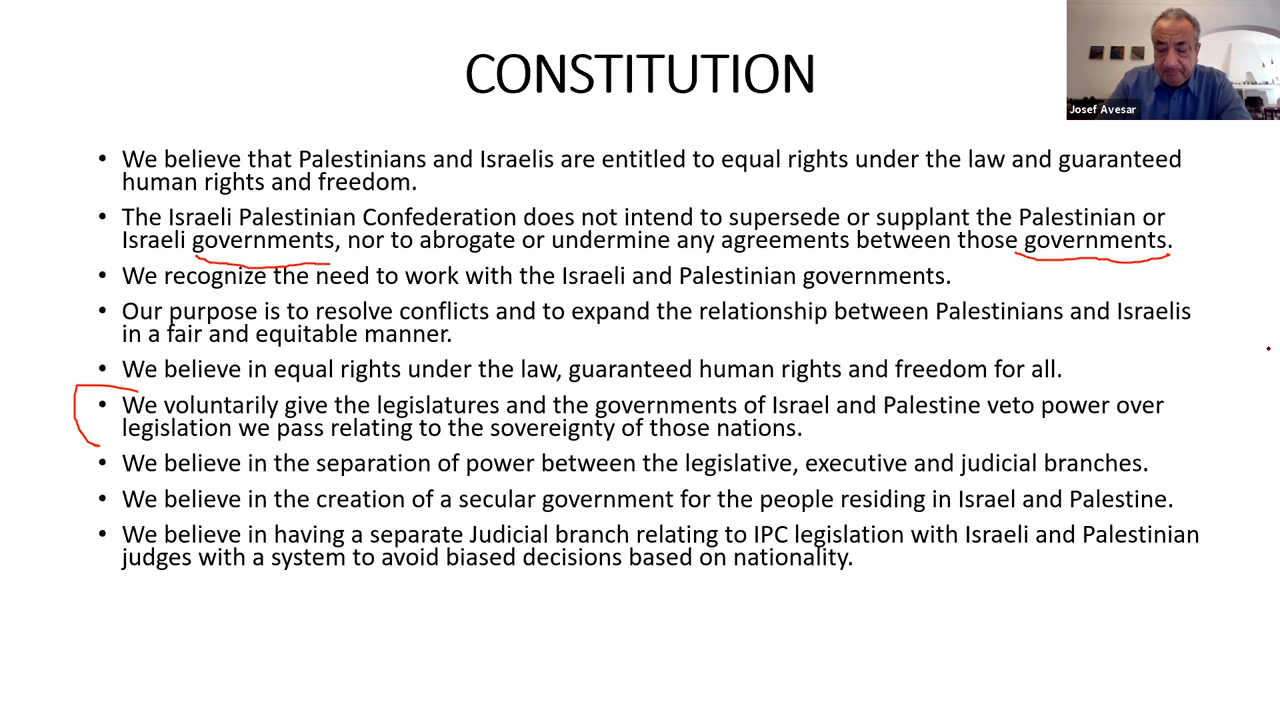 CONSTITUTION
Josef Avesar
• We believe that Palestinians and Israelis are entitled to equal rights under the law and guaranteed
human rights and freedom.
• The Israeli Palestinian Confederation does not intend to supersede or supplant the Palestinian or
Israeli governments, nor to abrogate or undermine any agreements between those governments.
• We recognize the need to work with the Israeli and Palestinian governments.
• Our purpose is to resolve conflicts and to expand the relationship between Palestinians and Israelis
in a fair and equitable manner.
• We believe in equal rights under the law, guaranteed human rights and freedom for all.
• We voluntarily give the legislatures and the governments of Israel and Palestine veto power over
legislation we pass relating to the sovereignty of those nations.
• We believe in the separation of power between the legislative, executive and judicial branches.
• We believe in the creation of a secular government for the people residing in Israel and Palestine.
• We believe in having a separate Judicial branch relating to IPC legislation with Israeli and Palestinian
judges with a system to avoid biased decisions based on nationality.